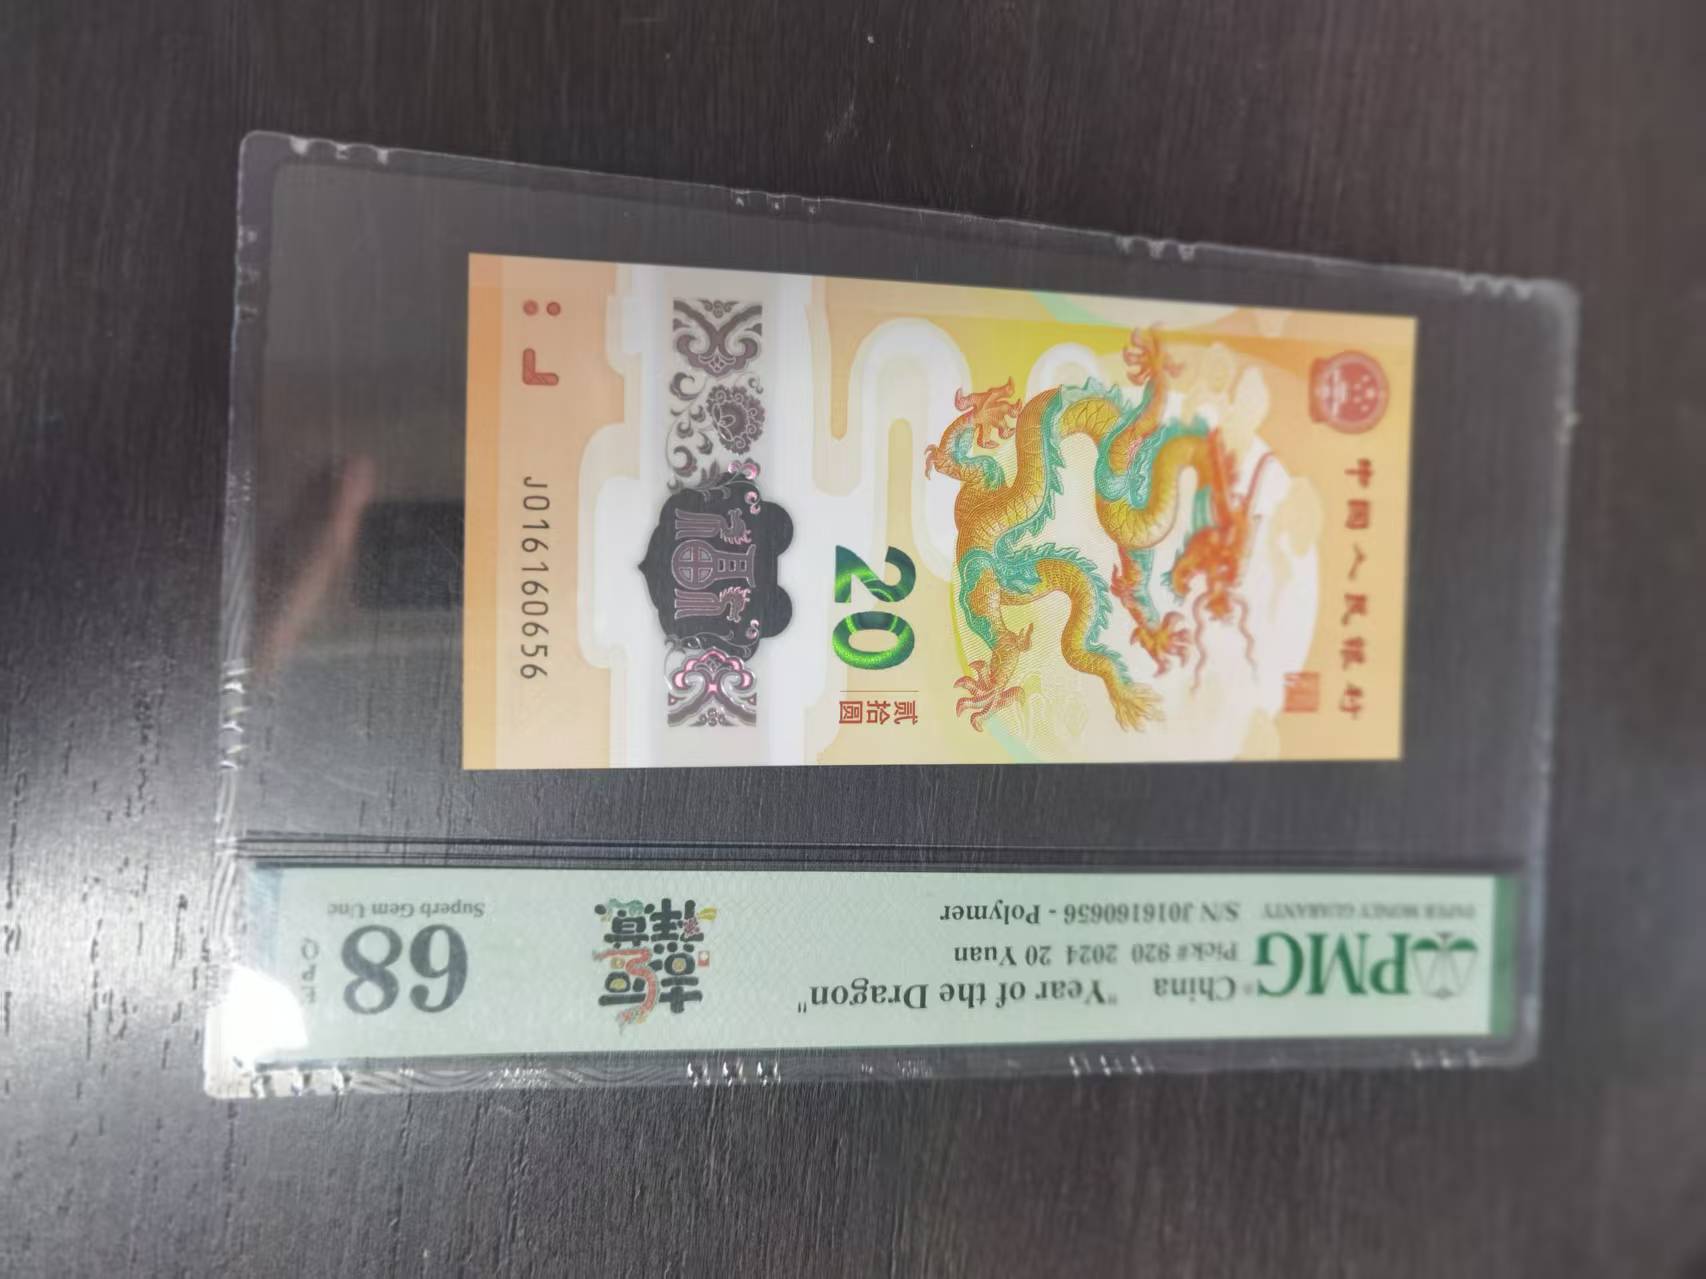 中国人民银行
20
贰拾圆
J016160656
PMG
PAPER MONEY GUARANTY
China "Year of the Dragon"
Pick# 920 2024 20 Yuan
S/N J016160656 - Polymer
68
EPQ
Superb Gem Unc